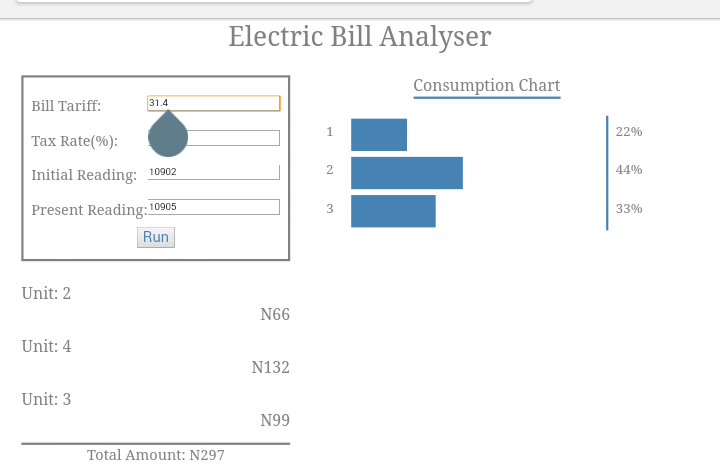 Electric Bill Analyser
Bill Tariff: 31.4
Tax Rate(%):
Initial Reading: 10902
Present Reading: 10905
Run
Consumption Chart
1 22%
2 44%
3 33%
Unit: 2
N66
Unit: 4
N132
Unit: 3
N99
Total Amount: N297